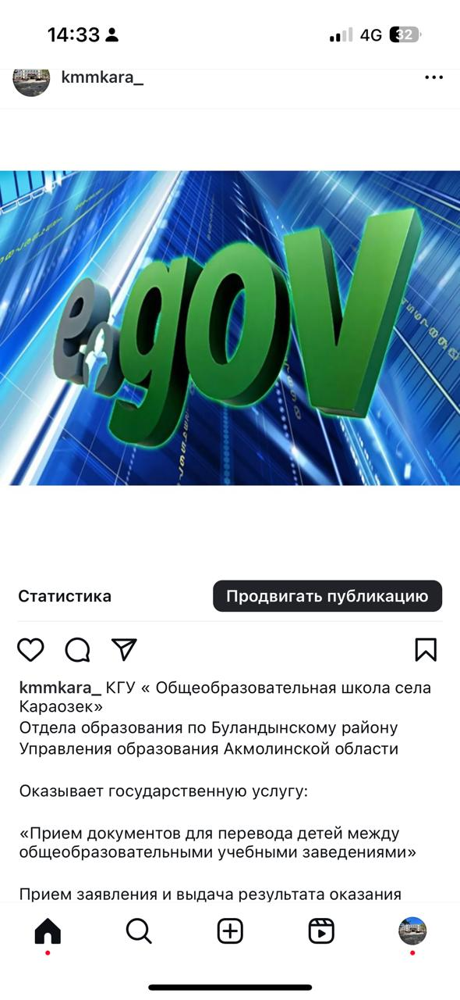 14:33
4G
32
kmmkara_
e.gov
Статистика
Продвигать публикацию
kmmkara_ КГУ « Общеобразовательная школа села
Караозек»
Отдела образования по Буландынскому району
Управления образования Акмолинской области
Оказывает государственную услугу:
«Прием документов для перевода детей между
общеобразовательными учебными заведениями»
Прием заявления и выдача результата оказания